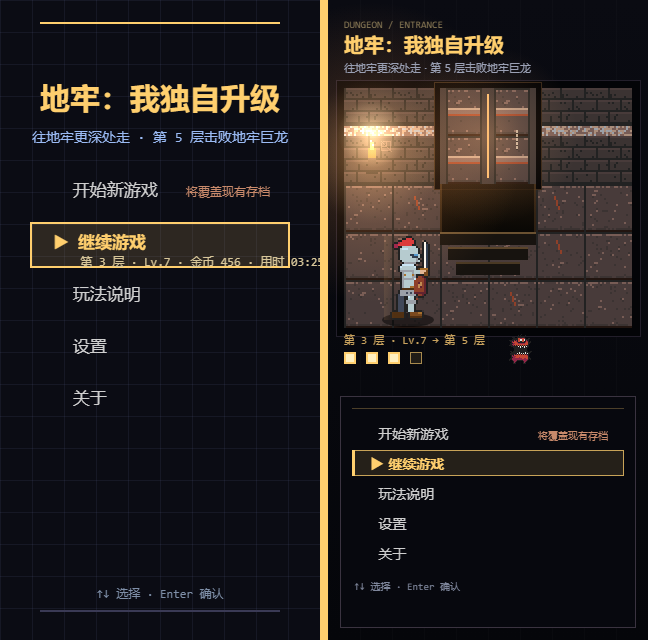 地牢：我独自升级
往地牢更深处走 · 第 5 层击败地牢巨龙
开始新游戏 将覆盖现有存档
▶ 继续游戏
第 3 层 · Lv.7 · 金币 456 · 用时 03:25
玩法说明
设置
关于
↑↓ 选择 · Enter 确认
DUNGEON / ENTRANCE
地牢：我独自升级
往地牢更深处走 · 第 5 层击败地牢巨龙
第 3 层 · Lv.7 → 第 5 层
开始新游戏 将覆盖现有存档
▶ 继续游戏
玩法说明
设置
关于
↑↓ 选择 · Enter 确认